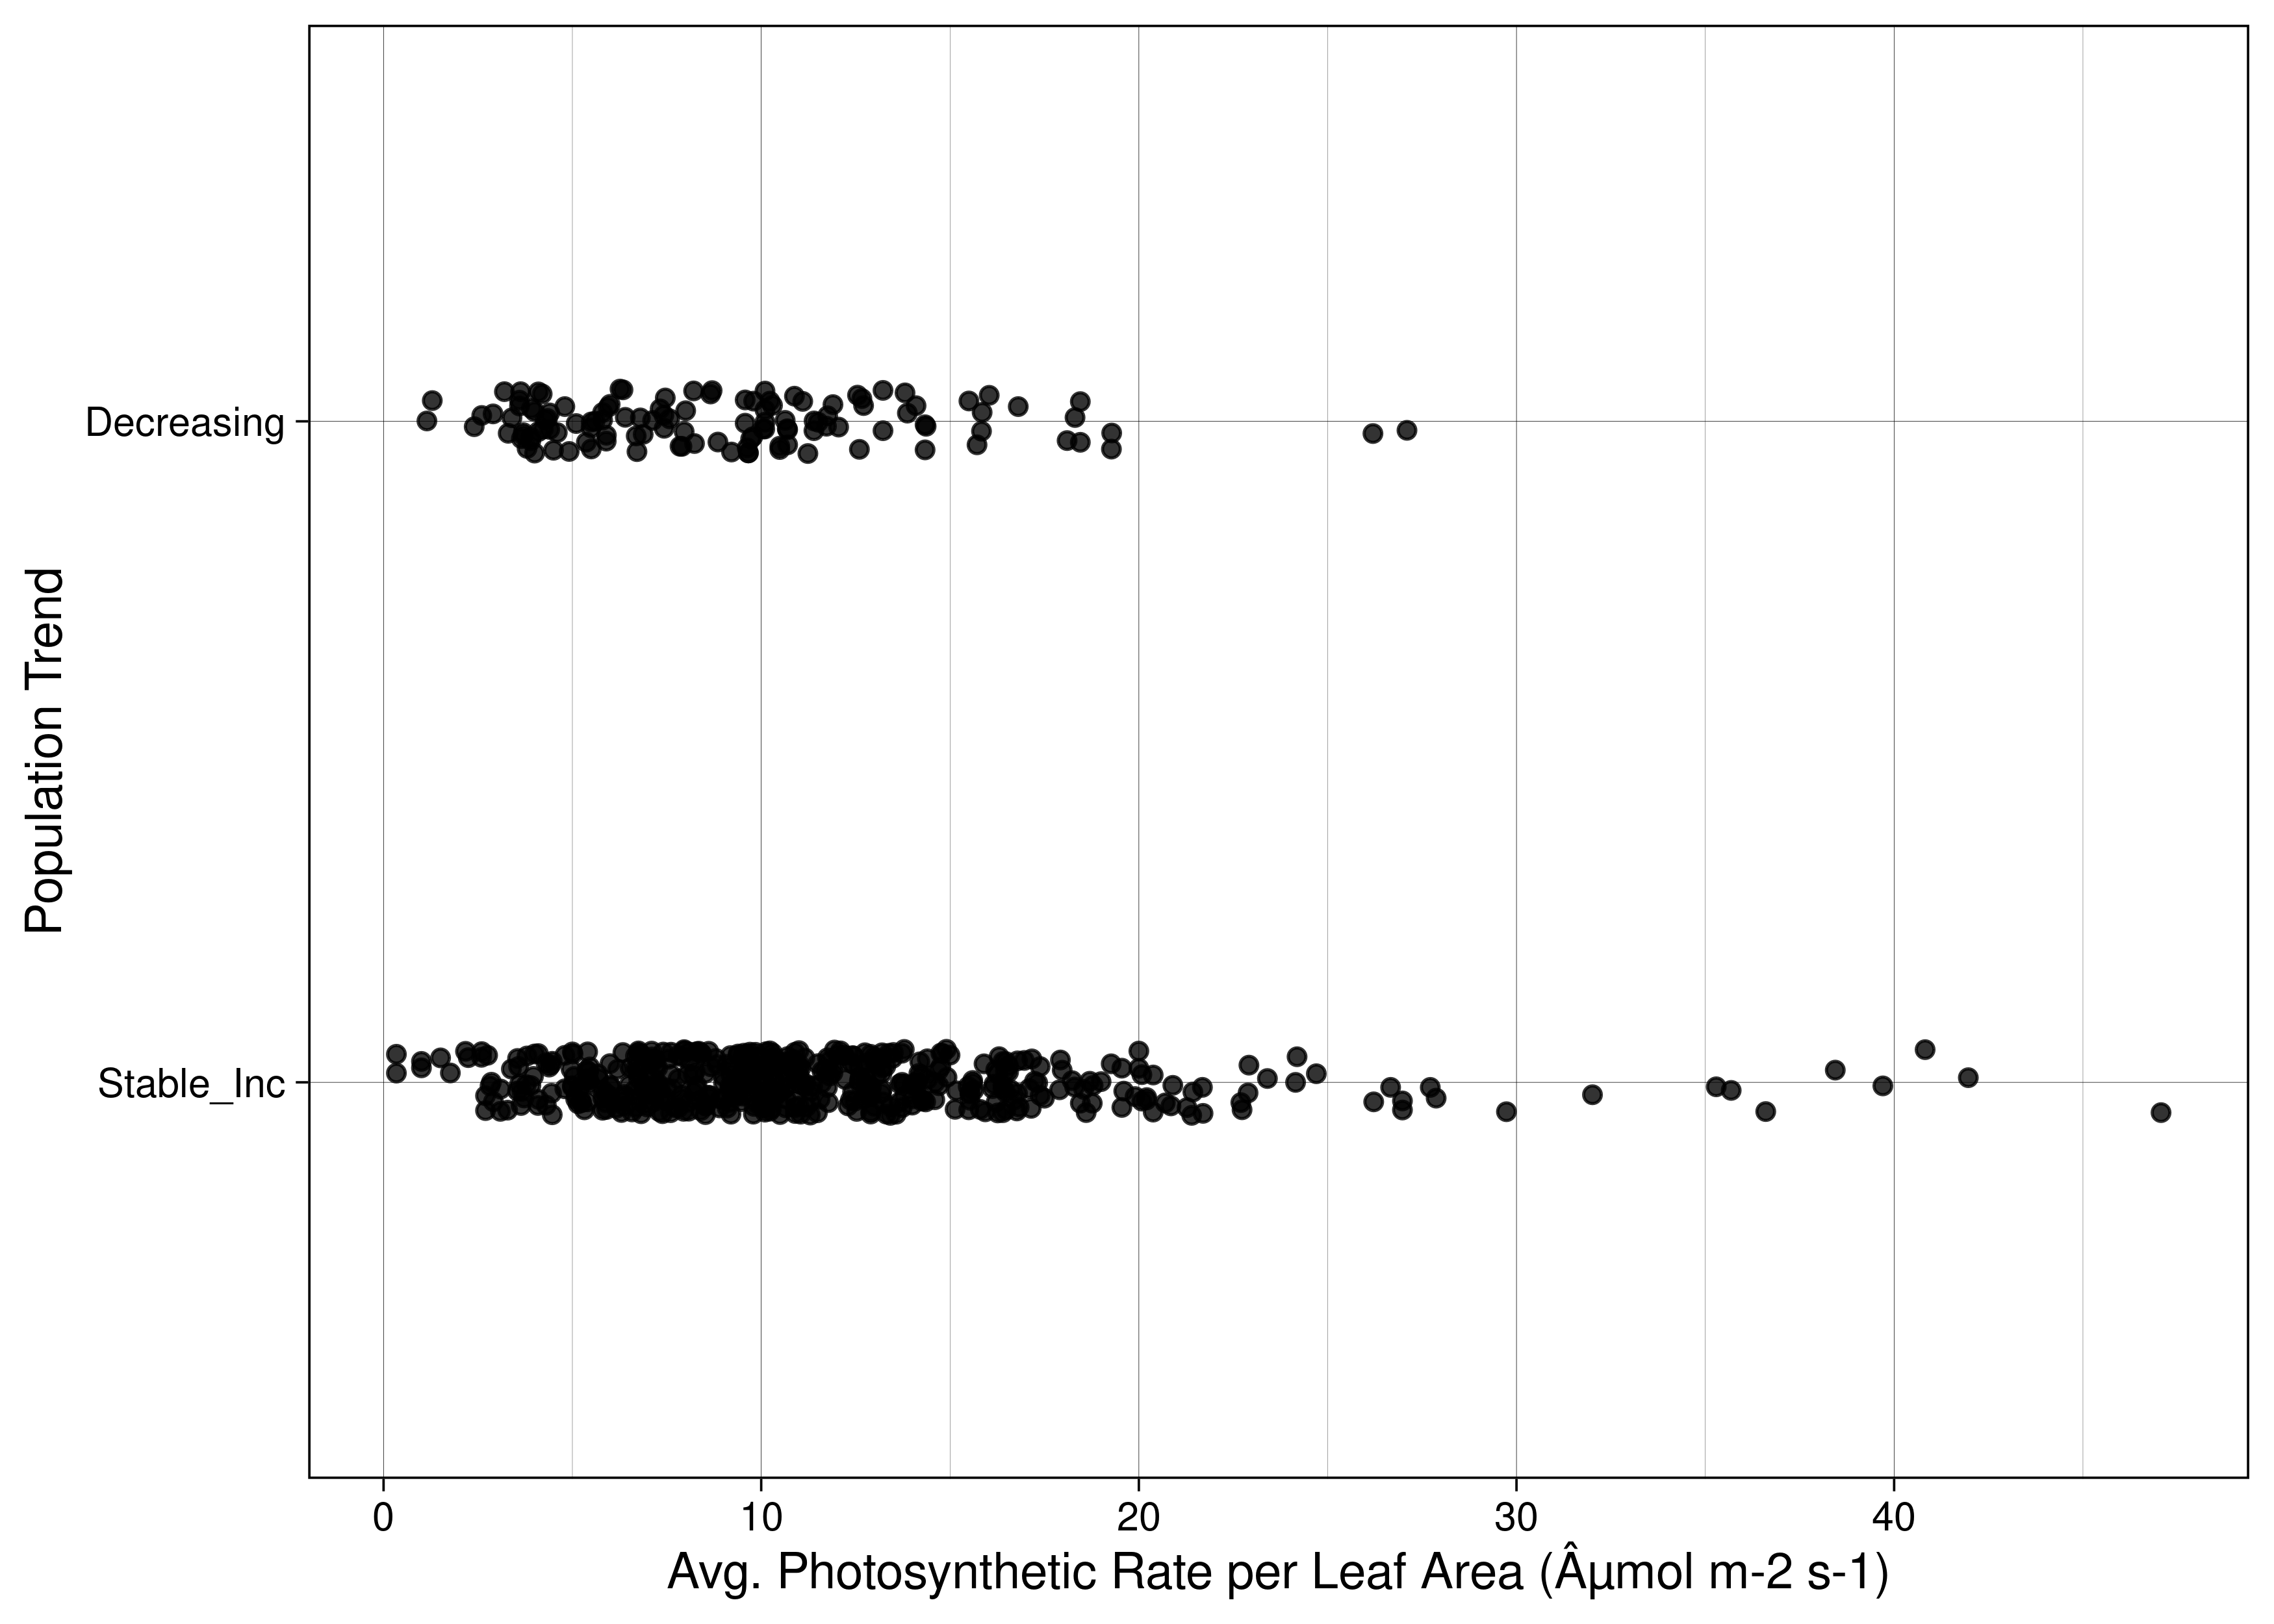 Population Trend
Decreasing
Stable_Inc
0 10 20 30 40
Avg. Photosynthetic Rate per Leaf Area (Âµmol m-2 s-1)